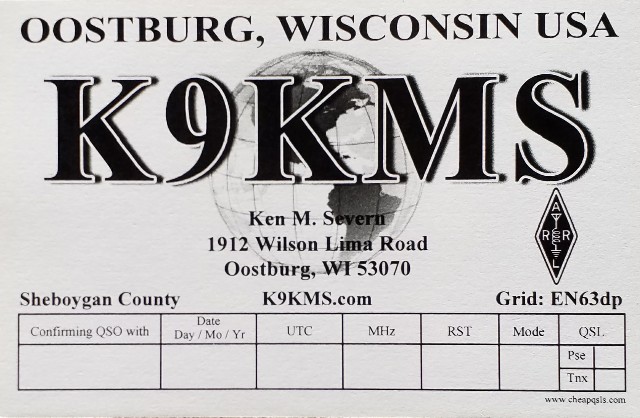 OOSTBURG, WISCONSIN USA
K9KMS
Ken M. Severn
1912 Wilson Lima Road
Oostburg, WI 53070
A
R R
L
Sheboygan County K9KMS.com Grid: EN63dp
Confirming QSO with Date Day / Mo / Yr UTC MHz RST Mode QSL
Pse
Tnx
www.cheapqsls.com